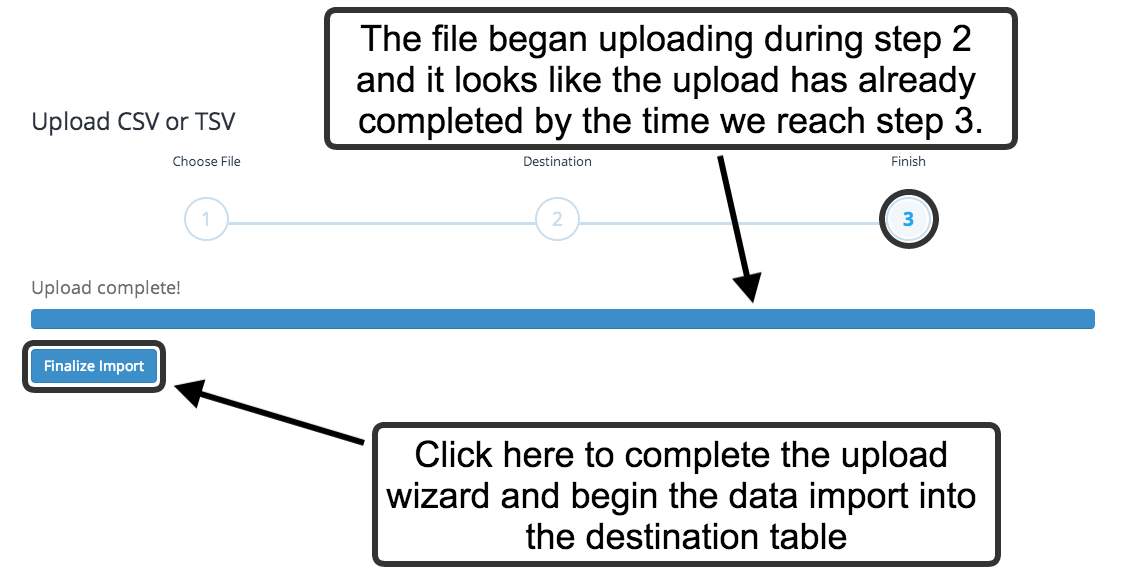 The file began uploading during step 2
and it looks like the upload has already
completed by the time we reach step 3.
Upload CSV or TSV
Choose File
Destination
Finish
1
2
3
Upload complete!
Finalize Import
Click here to complete the upload
wizard and begin the data import into
the destination table